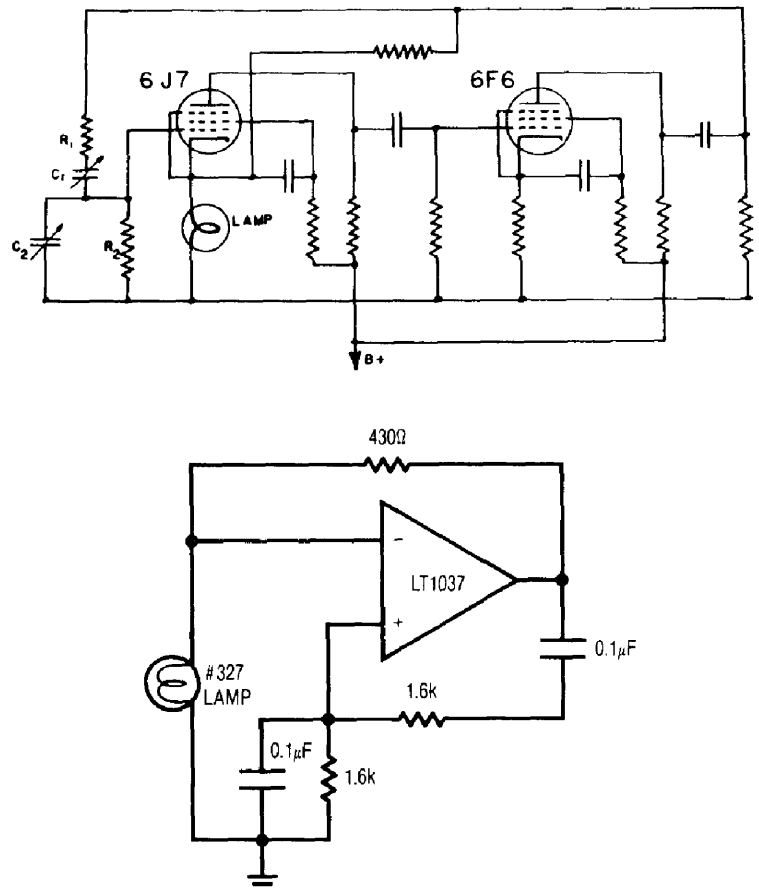 6J7
6F6
R1
C1
LAMP
C2
R2
B+
430Ω
−
LT1037
+
0.1μF
#327
LAMP
1.6k
0.1μF
1.6k